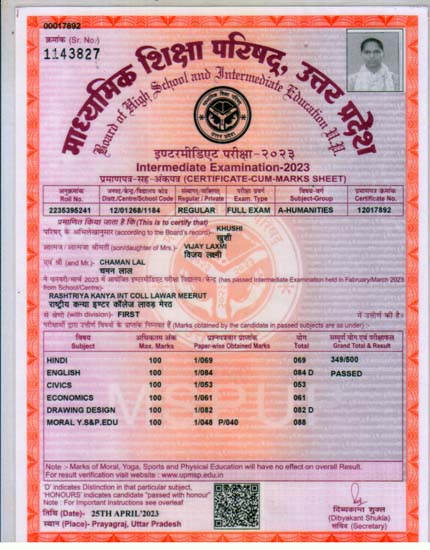 00017892
क्रमांक (Sr. No.)
1143827
माध्यमिक शिक्षा परिषद, उत्तर प्रदेश
Board of High School and Intermediate Education U.P.
इण्टरमीडिएट परीक्षा-२०२३
Intermediate Examination-2023
प्रमाणपत्र-सह-अंकपत्र (CERTIFICATE-CUM-MARKS SHEET)
अनुक्रमांक जनपद/केन्द्र/विद्यालय कोड संस्थागत/व्यक्तिगत परीक्षा प्रकार विषय-वर्ग प्रमाणपत्र क्रमांक
Roll No. Distt./Centre/School Code Regular / Private Exam. Type Subject-Group Certificate No.
2235395241 12/01268/1184 REGULAR FULL EXAM A-HUMANITIES 12017892
प्रमाणित किया जाता है कि(This is to certify that) KHUSHI
परिषद के अभिलेखानुसार (according to the Board's record)- खुशी
आत्मज / आत्मजा श्रीमती (son/daughter of Mrs.)- VIJAY LAXMI
विजय लक्ष्मी
एवं श्री (and Mr.)- CHAMAN LAL
चमन लाल
ने फरवरी/मार्च 2023 में आयोजित इण्टरमीडिएट परीक्षा विद्यालय/केन्द्र (has passed Intermediate Examination held in February/March 2023
from School/Centre)-
RASHTRIYA KANYA INT COLL LAWAR MEERUT
राष्ट्रीय कन्या इण्टर कॉलेज लावड़ मेरठ
से श्रेणी (with division)- FIRST में उत्तीर्ण की है।
परीक्षार्थी द्वारा उत्तीर्ण विषयों के प्राप्तांक निम्नवत हैं (Marks obtained by the candidate in passed subjects are as under) :-
विषय अधिकतम अंक प्रश्नपत्रवार प्राप्तांक योग सम्पूर्ण योग एवं परीक्षाफल
Subject Max. Marks Paper-wise Obtained Marks Total Grand Total & Result
HINDI 100 1/069 069 349/500
ENGLISH 100 1/084 084 D PASSED
CIVICS 100 1/053 053
ECONOMICS 100 1/061 061
DRAWING DESIGN 100 1/082 082 D
MORAL Y.S&P.EDU 100 1/048 P/040 088
Note :- Marks of Moral, Yoga, Sports and Physical Education will have no effect on overall Result.
For result verification visit website : www.upmsp.edu.in
'D' indicates Distinction in that particular subject,
'HONOURS' indicates candidate "passed with honour"
Note : For Important Instructions see overleaf
तिथि (Date)- 25TH APRIL'2023
स्थान (Place)- Prayagraj, Uttar Pradesh
दिव्यकान्त शुक्ल
(Dibyakant Shukla)
सचिव (Secretary)